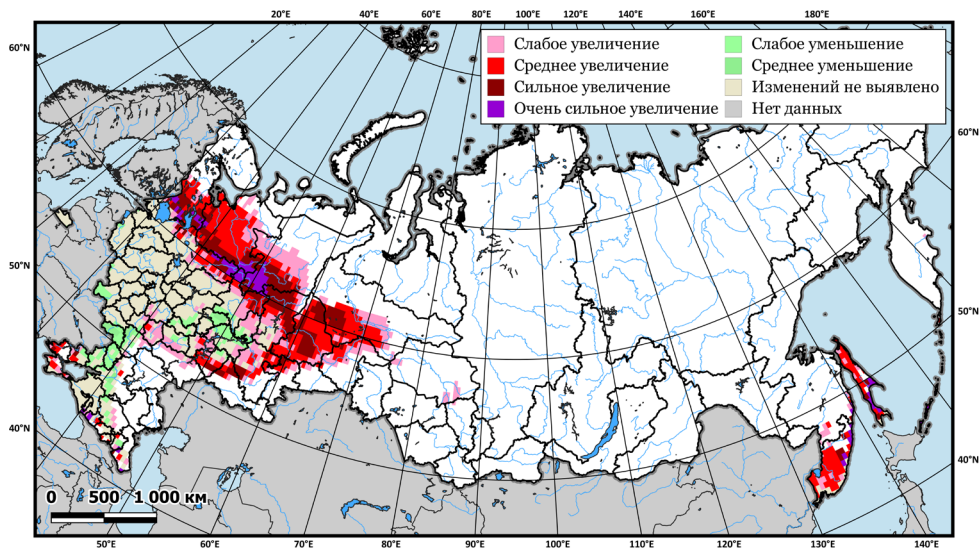 20°E 40°E 60°E 80°E 100°E 120°E 140°E 160°E 180°E
60°N
50°N
40°N
Слабое увеличение
Среднее увеличение
Сильное увеличение
Очень сильное увеличение
Слабое уменьшение
Среднее уменьшение
Изменений не выявлено
Нет данных
60°N
50°N
40°N
0 500 1 000 км
50°E 60°E 70°E 80°E 90°E 100°E 110°E 120°E 130°E 140°E